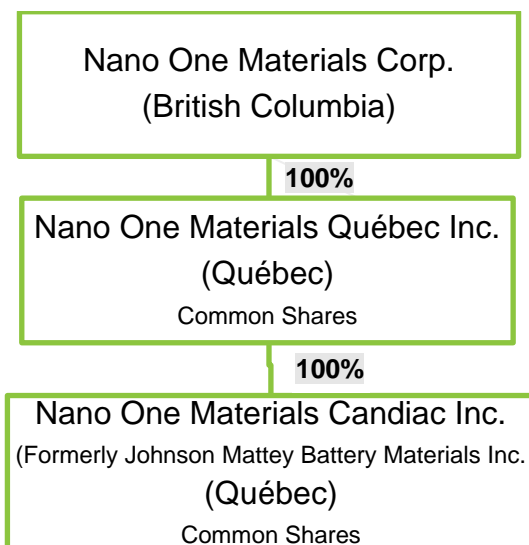 Nano One Materials Corp.
(British Columbia)
100%
Nano One Materials Québec Inc.
(Québec)
Common Shares
100%
Nano One Materials Candiac Inc.
(Formerly Johnson Mattey Battery Materials Inc.
(Québec)
Common Shares